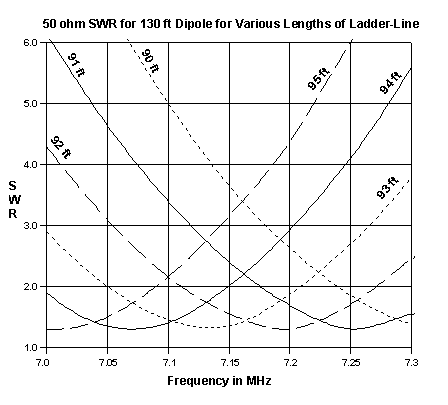 50 ohm SWR for 130 ft Dipole for Various Lengths of Ladder-Line
6.0
5.0
4.0
3.0
2.0
1.0
S
W
R
91 ft
90 ft
95 ft
94 ft
92 ft
93 ft
7.0
7.05
7.1
7.15
7.2
7.25
7.3
Frequency in MHz